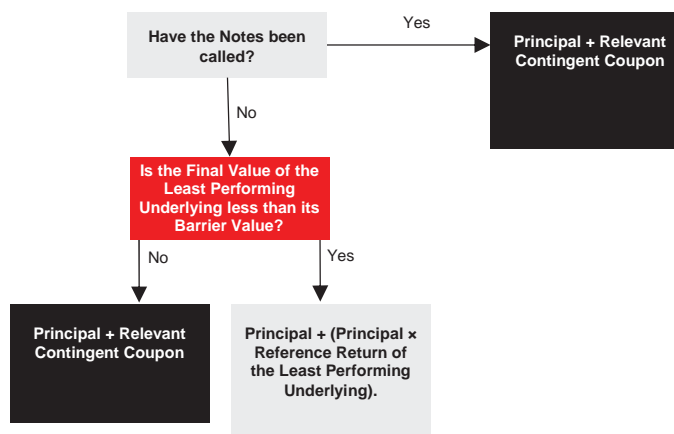 Have the Notes been
called?
Yes
Principal + Relevant
Contingent Coupon
No
Is the Final Value of the
Least Performing
Underlying less than its
Barrier Value?
No
Yes
Principal + Relevant
Contingent Coupon
Principal + (Principal ×
Reference Return of
the Least Performing
Underlying).